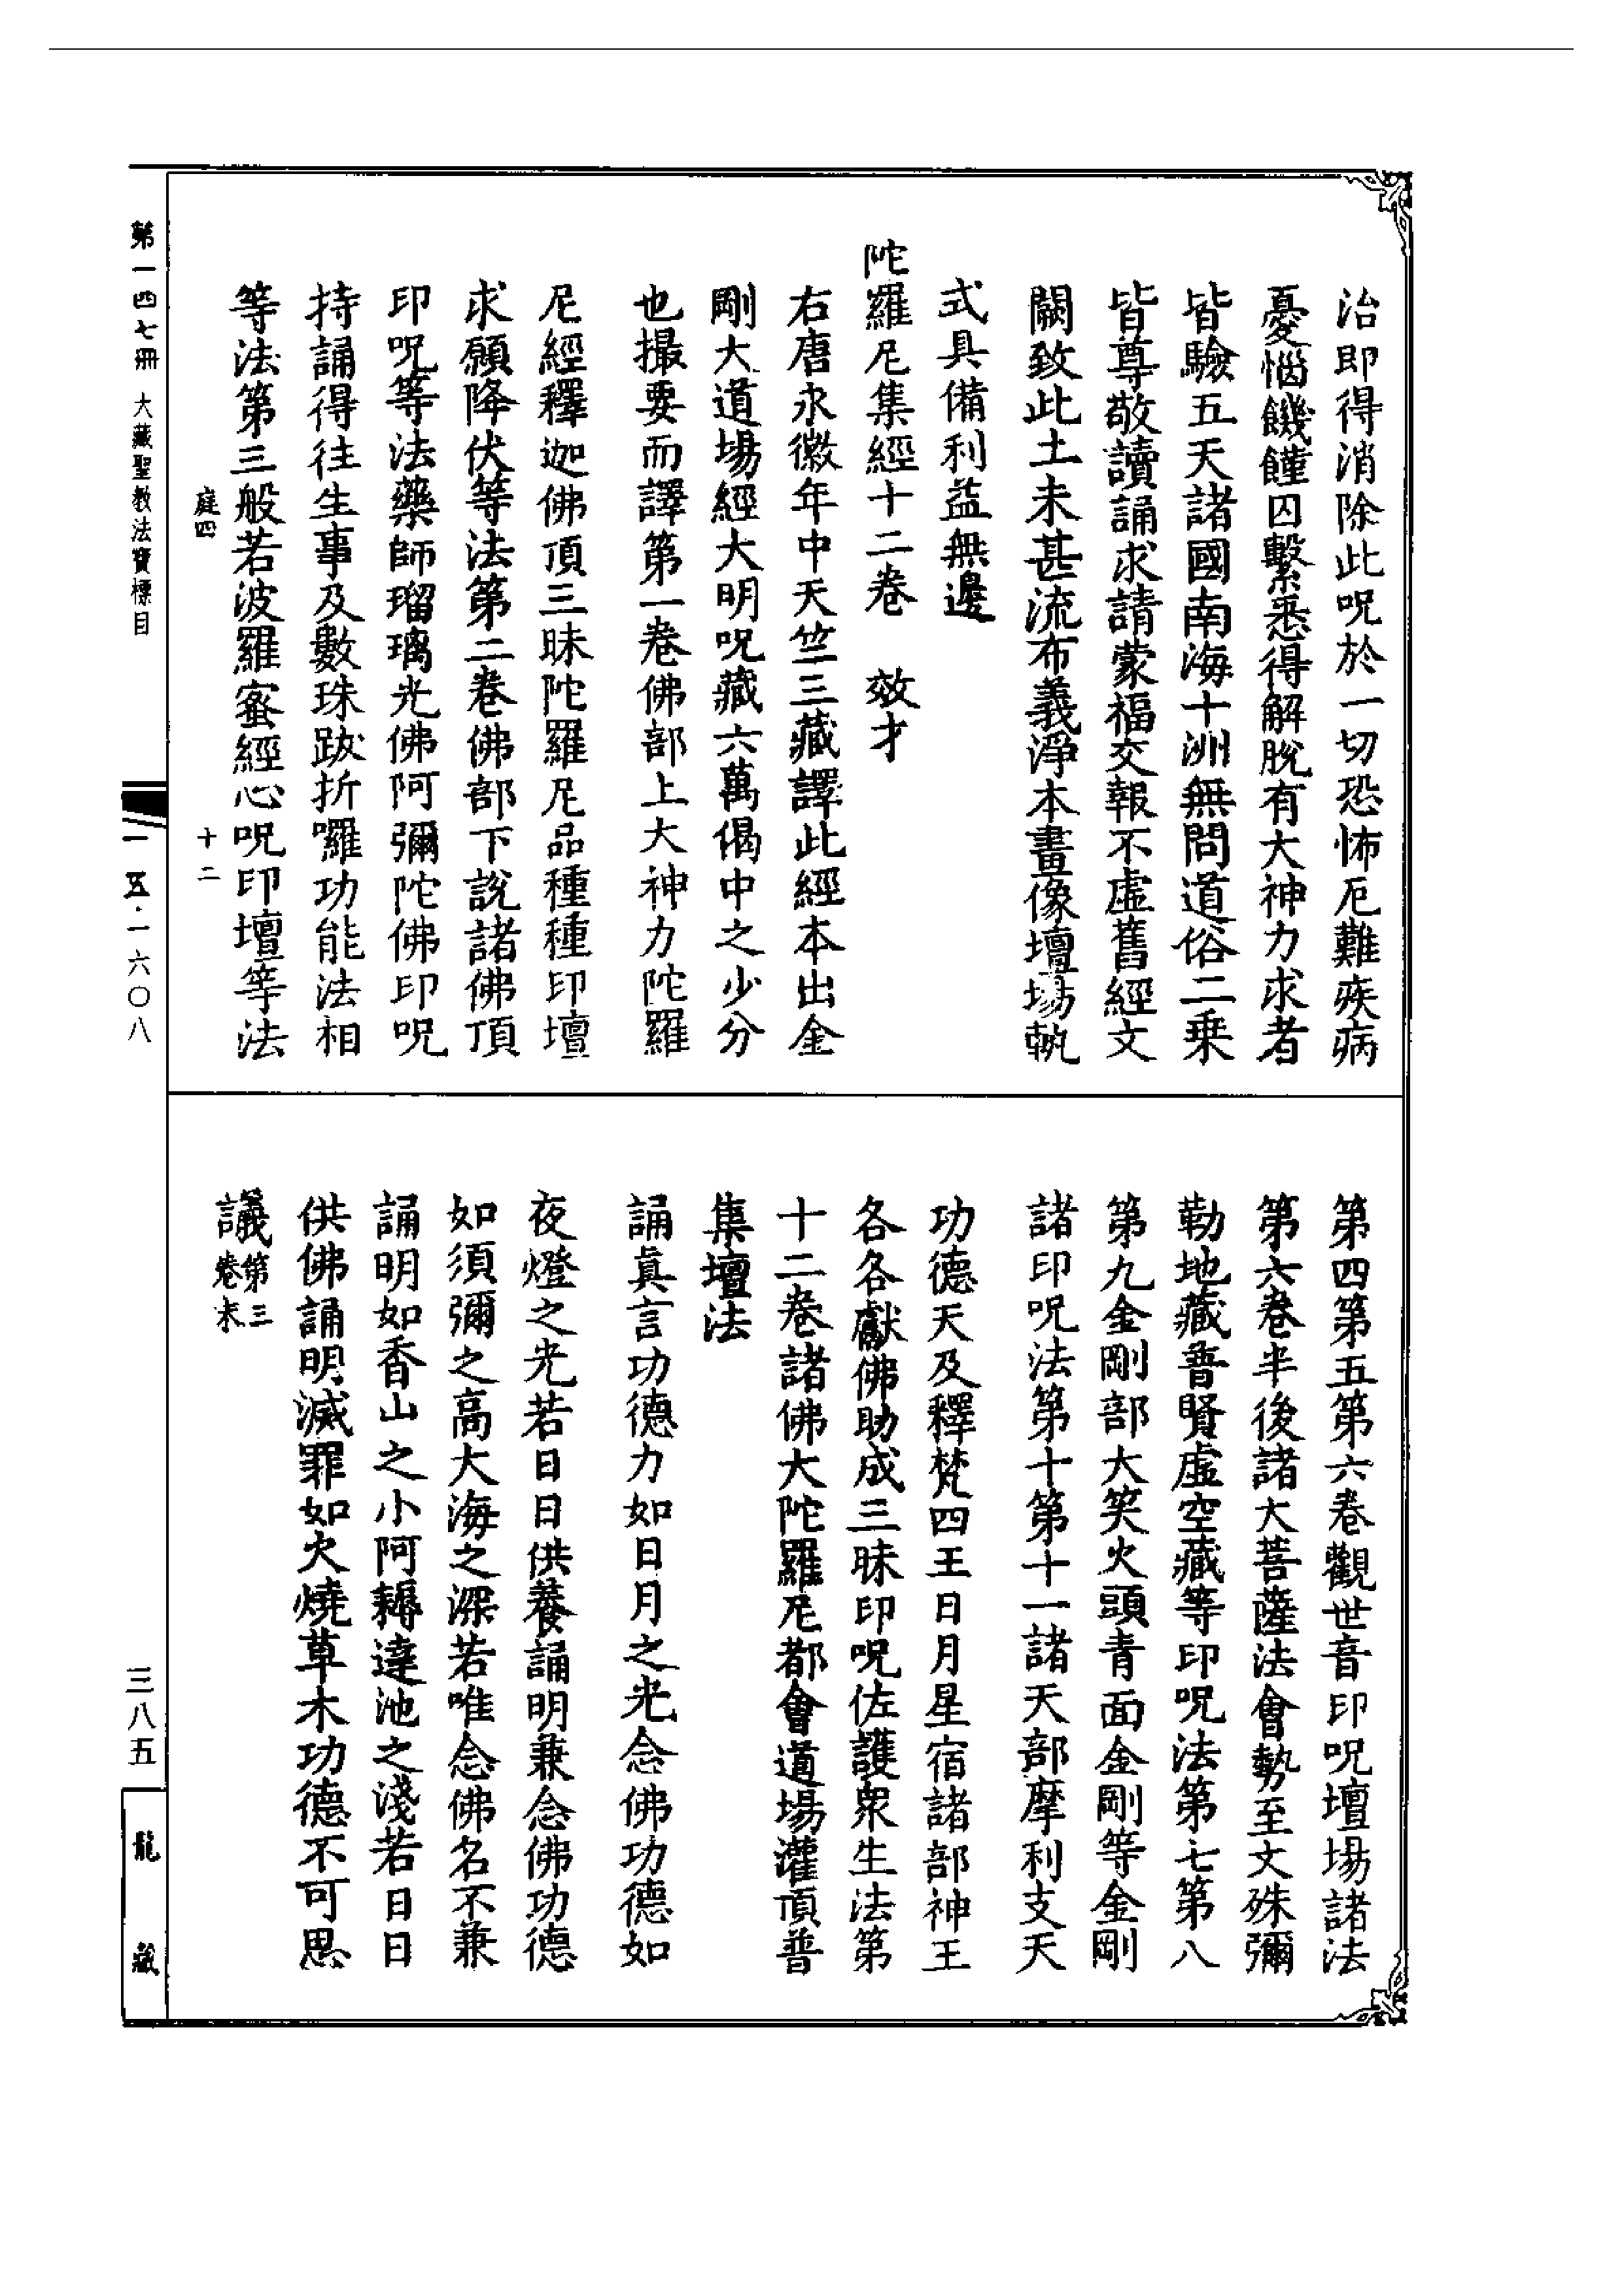 治即得消除此呪於一切恐怖厄難疾病
憂惱饑饉囚繫悉得解脫有大神力求者
皆驗五天諸國南海十洲無問道俗二乗
皆尊敬讀誦求請蒙福交報不虛舊經文
闕致此土未甚流布義淨本畫像壇場執
式具備利益無邊
陀羅尼集經十二卷　效才
右唐永徽年中天竺三藏譯此經本出金
剛大道場經大明呪藏六萬偈中之少分
也撮要而譯第一卷佛部上大神力陀羅
尼經釋迦佛頂三昧陀羅尼品種種印壇
求願降伏等法第二卷佛部下說諸佛頂
印呪等法藥師瑠璃光佛阿彌陀佛印呪
持誦得往生事及數珠跋折囉功能法相
等法第三般若波羅蜜經心呪印壇等法
庭四　十二
第四第五第六卷觀世音印呪壇場諸法
第六卷半後諸大菩薩法會勢至文殊彌
勒地藏普賢虛空藏等印呪法第七第八
第九金剛部大笑火頭青面金剛等金剛
諸印呪法第十第十一諸天部摩利支天
功德天及釋梵四王日月星宿諸部神王
各各獻佛助成三昧印呪佐護衆生法第
十二卷諸佛大陀羅尼都會道場灌頂普
集壇法
誦眞言功德力如日月之光念佛功德如
夜燈之光若日日供養誦明兼念佛功德
如須彌之高大海之深若唯念佛名不兼
誦明如香山之小阿耨達池之淺若日日
供佛誦明滅罪如火燒草木功德不可思
議第三卷末
第一四七冊　大藏聖教法寶標目
一五·一六〇八
三八五
龍藏